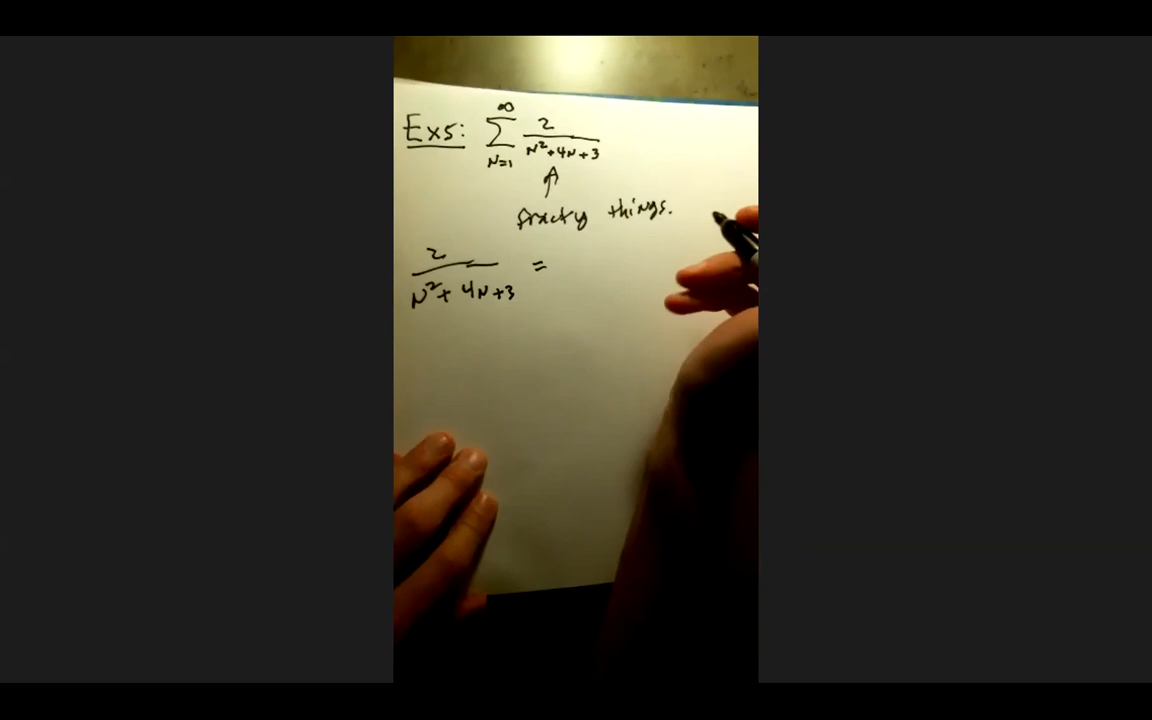 Ex5: ∞ ∑ N=1 2/(N²+4N+3)
↑
fracty things.
2/(N²+4N+3) =